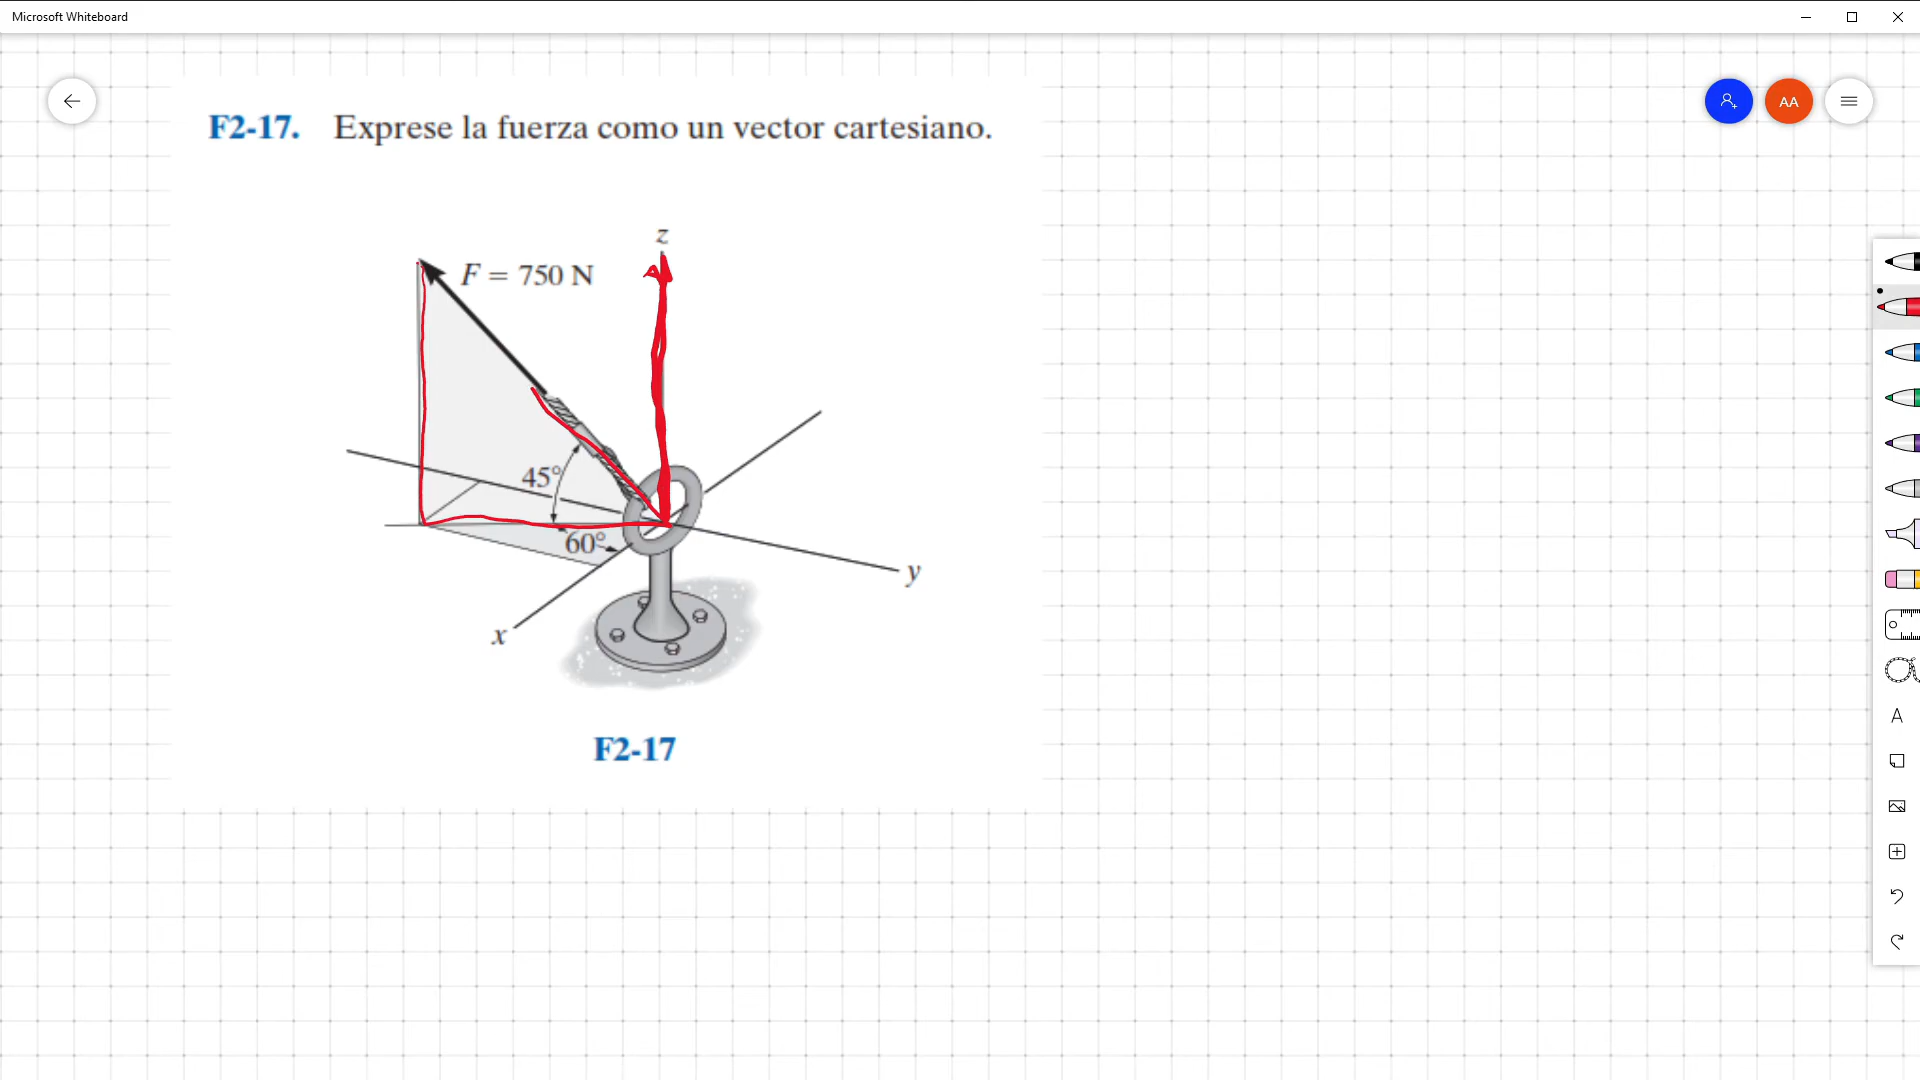 Microsoft Whiteboard
AA
F2-17. Exprese la fuerza como un vector cartesiano.
z
F = 750 N
45°
60°
y
x
F2-17
A